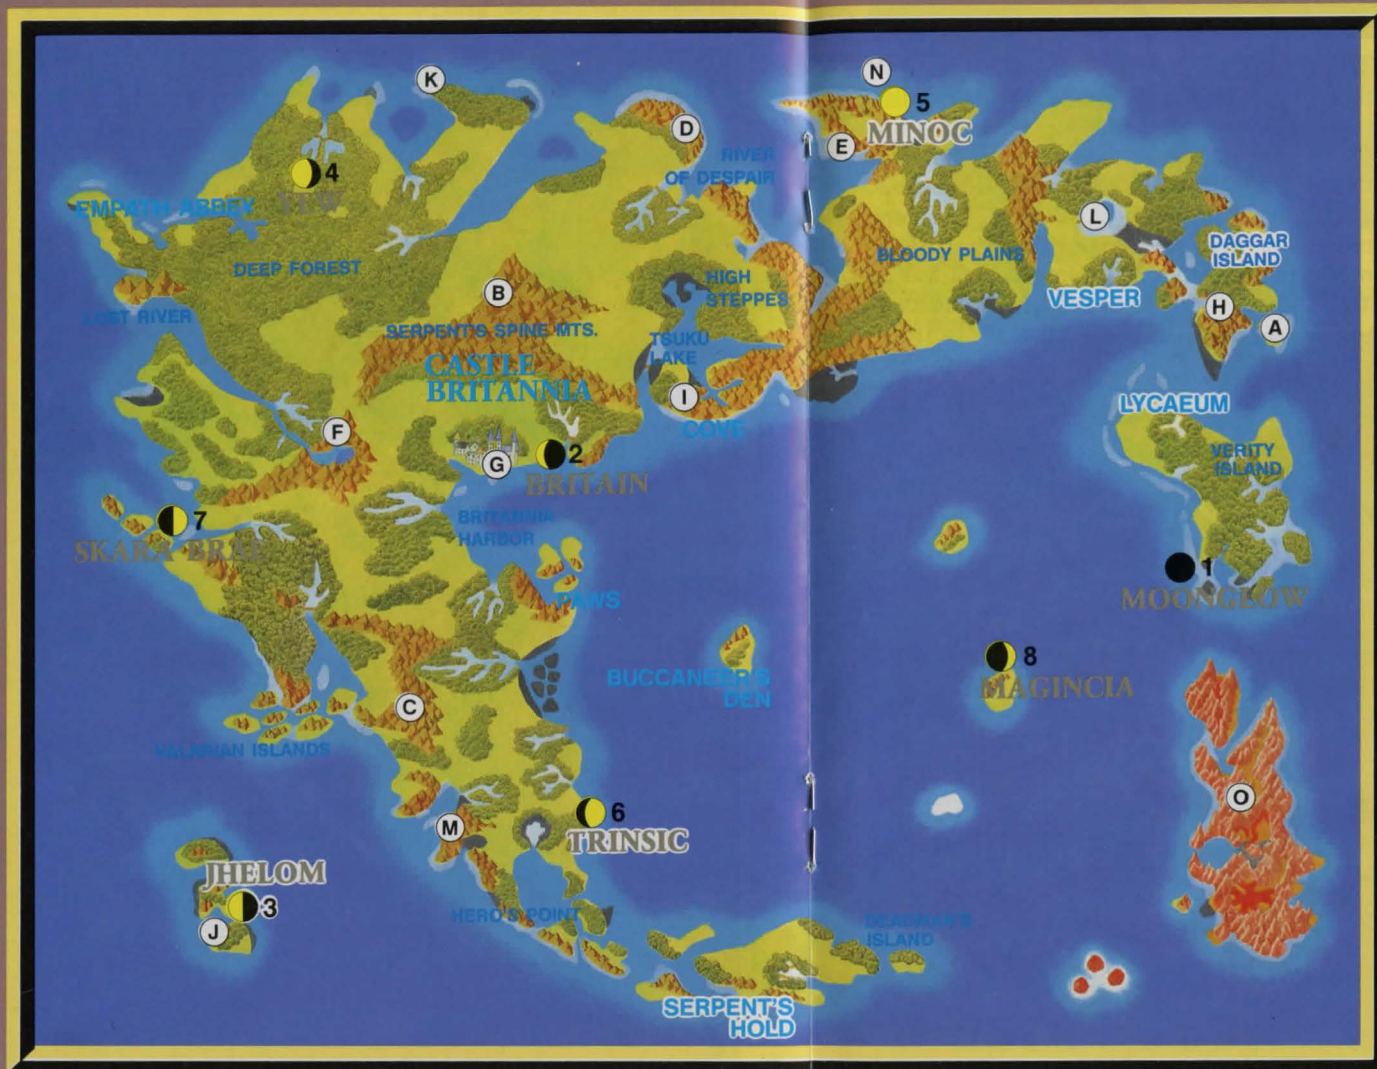 K
N
5
MINOC
D
E
RIVER
OF DESPAIR
4
YEW
EMPATH ABBEY
L
DAGGAR
ISLAND
BLOODY PLAINS
DEEP FOREST
HIGH
STEPPES
B
VESPER
H
A
LOST RIVER
SERPENT'S SPINE MTS.
TSUKU
LAKE
CASTLE
BRITANNIA
I
LYCAEUM
F
COVE
G
2
BRITAIN
VERITY
ISLAND
7
SKARA BRAE
BRITANNIA
HARBOR
1
MOONGLOW
PAWS
8
MAGINCIA
BUCCANEER'S
DEN
C
VALARIAN ISLANDS
O
M
6
TRINSIC
JHELOM
3
J
HERO'S POINT
DEADMAN'S
ISLAND
SERPENT'S
HOLD